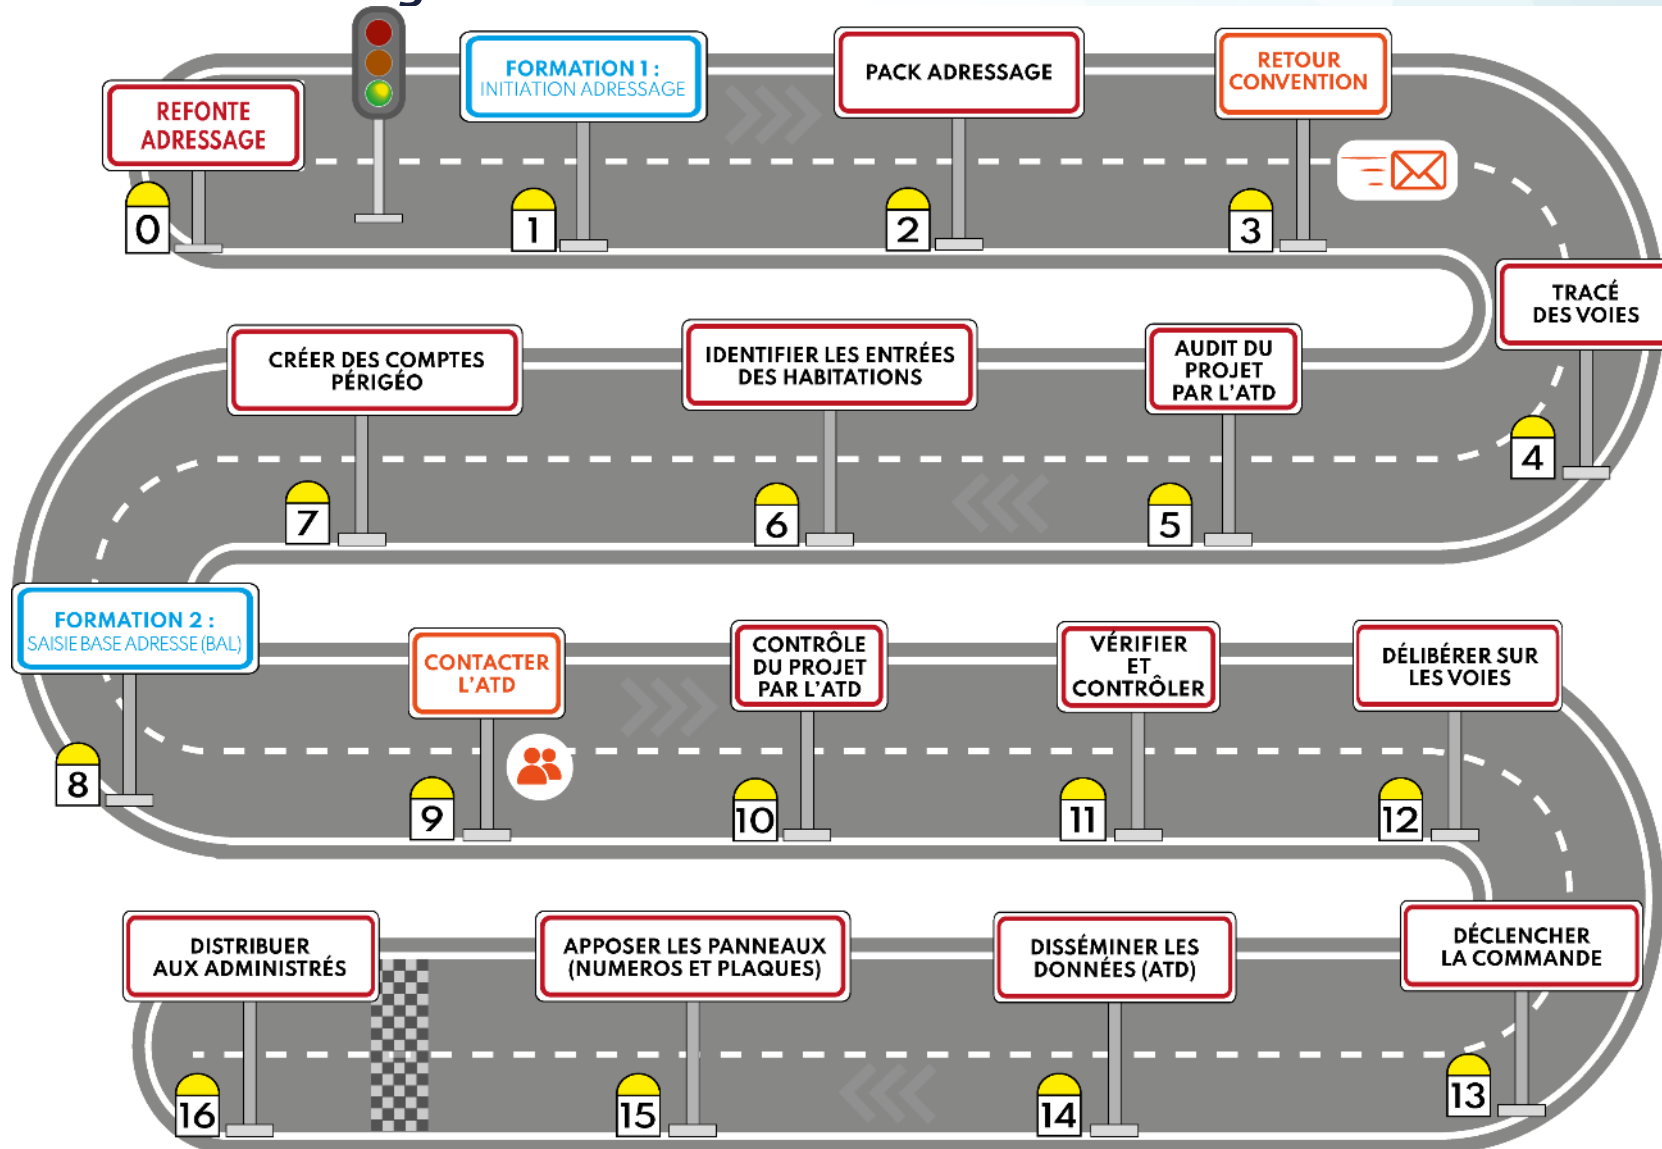 REFONTE
ADRESSAGE
0
FORMATION 1 :
INITIATION ADRESSAGE
1
PACK ADRESSAGE
2
RETOUR
CONVENTION
3
TRACÉ
DES VOIES
4
AUDIT DU
PROJET
PAR L'ATD
5
IDENTIFIER LES ENTRÉES
DES HABITATIONS
6
CRÉER DES COMPTES
PÉRIGÉO
7
FORMATION 2 :
SAISIE BASE ADRESSE (BAL)
8
CONTACTER
L'ATD
9
CONTRÔLE
DU PROJET
PAR L'ATD
10
VÉRIFIER
ET
CONTRÔLER
11
DÉLIBÉRER SUR
LES VOIES
12
DÉCLENCHER
LA COMMANDE
13
DISSÉMINER LES
DONNÉES (ATD)
14
APPOSER LES PANNEAUX
(NUMEROS ET PLAQUES)
15
DISTRIBUER
AUX ADMINISTRÉS
16